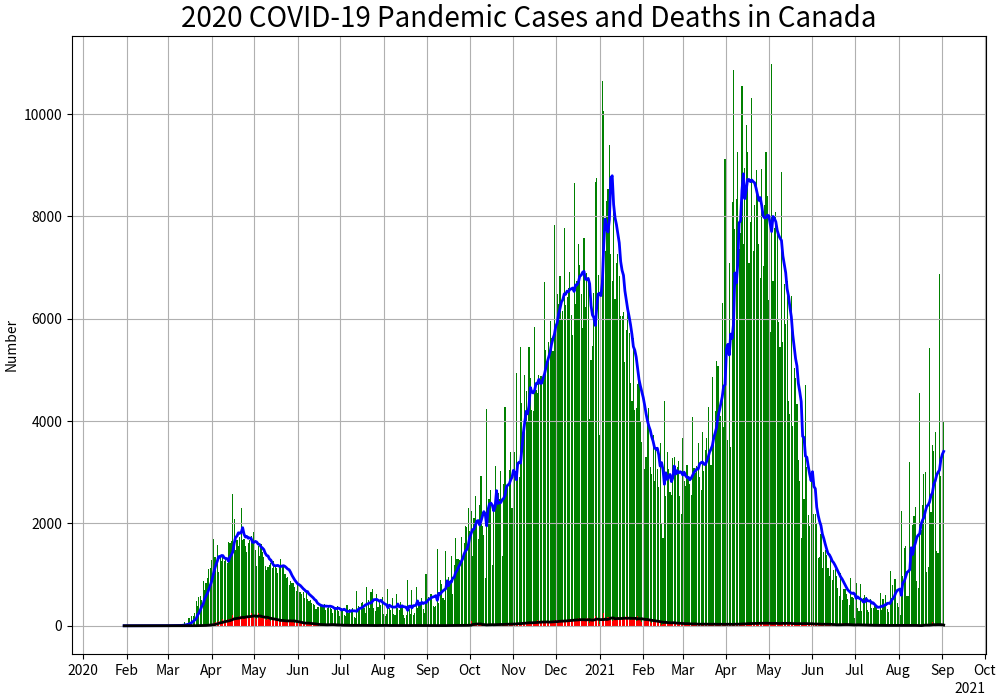 2020 COVID-19 Pandemic Cases and Deaths in Canada
Number
10000
8000
6000
4000
2000
0
2020 Feb Mar Apr May Jun Jul Aug Sep Oct Nov Dec 2021 Feb Mar Apr May Jun Jul Aug Sep Oct
2021